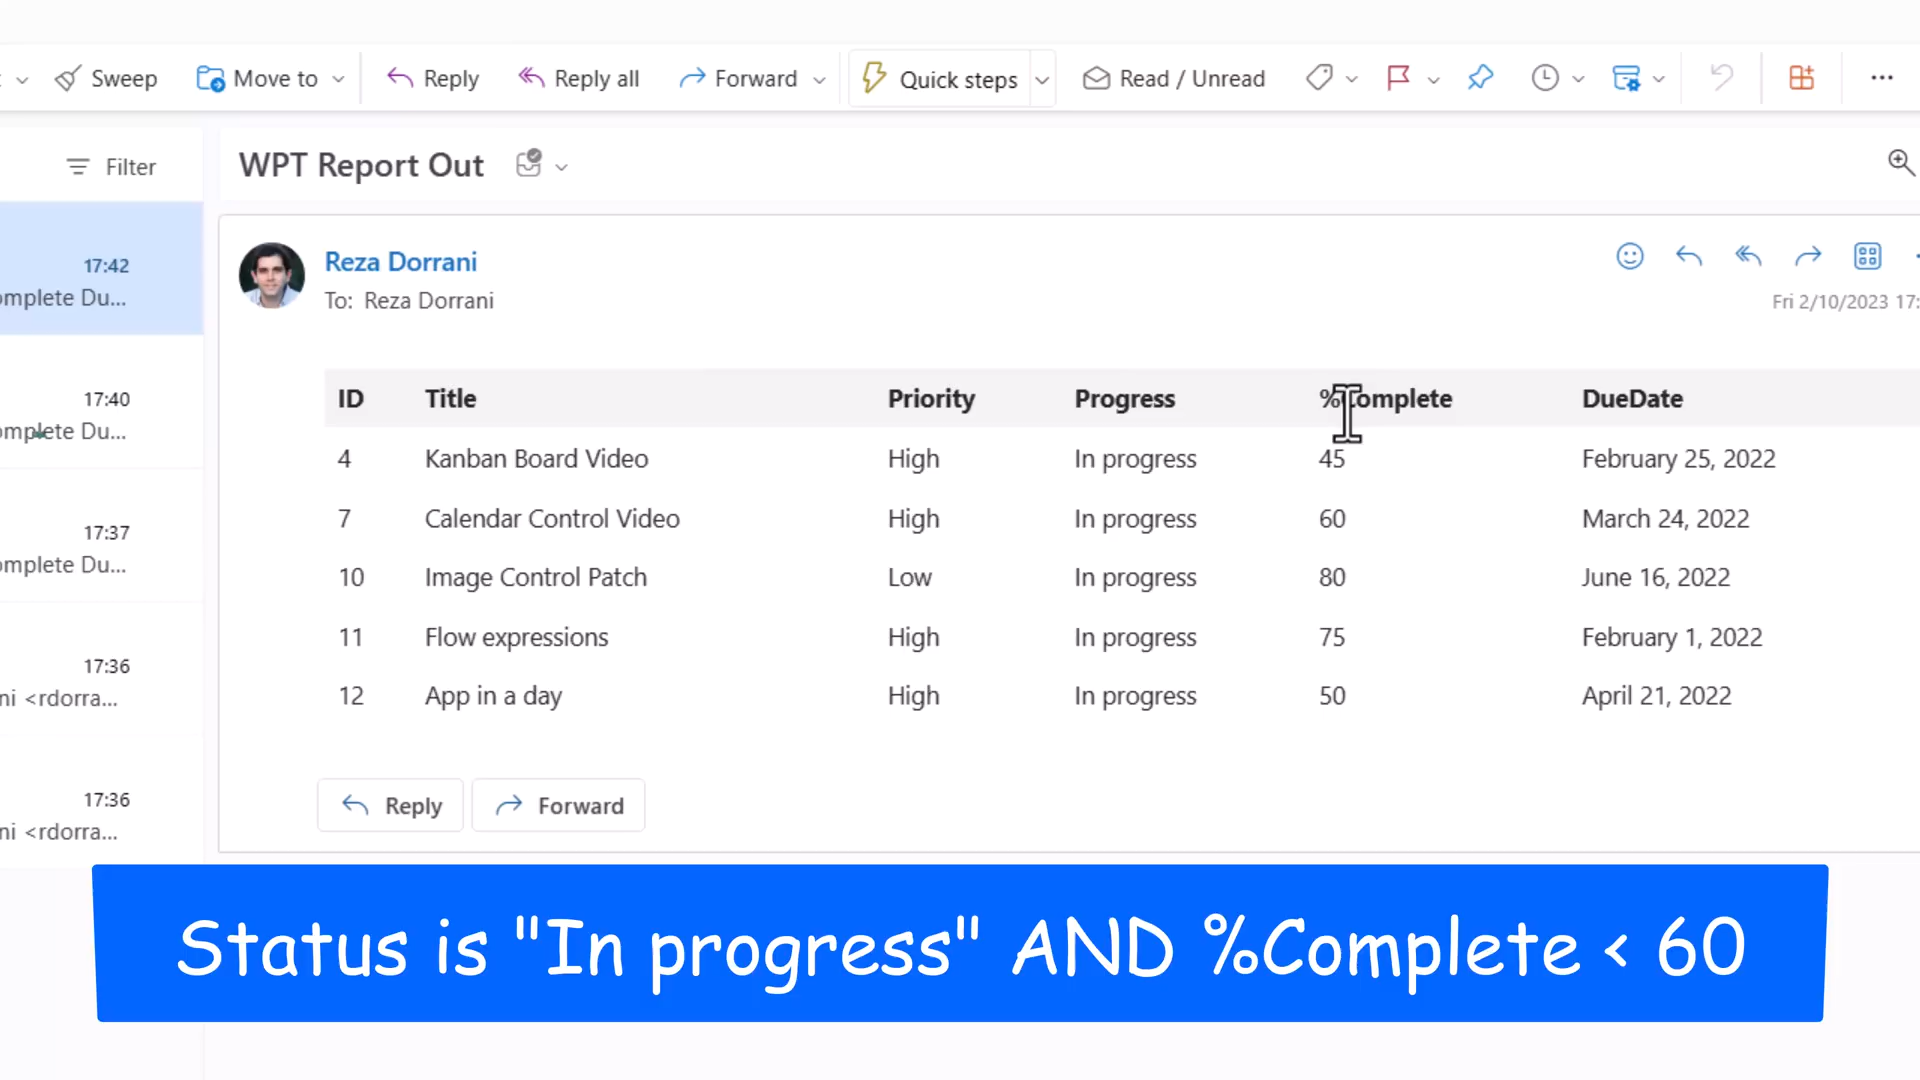 Sweep Move to Reply Reply all Forward Quick steps Read / Unread
Filter
WPT Report Out
17:42
omplete Du...
17:40
omplete Du...
17:37
omplete Du...
17:36
ni <rdorra...
17:36
ni <rdorra...
Reza Dorrani
To: Reza Dorrani
Fri 2/10/2023 17:
ID Title Priority Progress %Complete DueDate
4 Kanban Board Video High In progress 45 February 25, 2022
7 Calendar Control Video High In progress 60 March 24, 2022
10 Image Control Patch Low In progress 80 June 16, 2022
11 Flow expressions High In progress 75 February 1, 2022
12 App in a day High In progress 50 April 21, 2022
Reply Forward
Status is "In progress" AND %Complete < 60